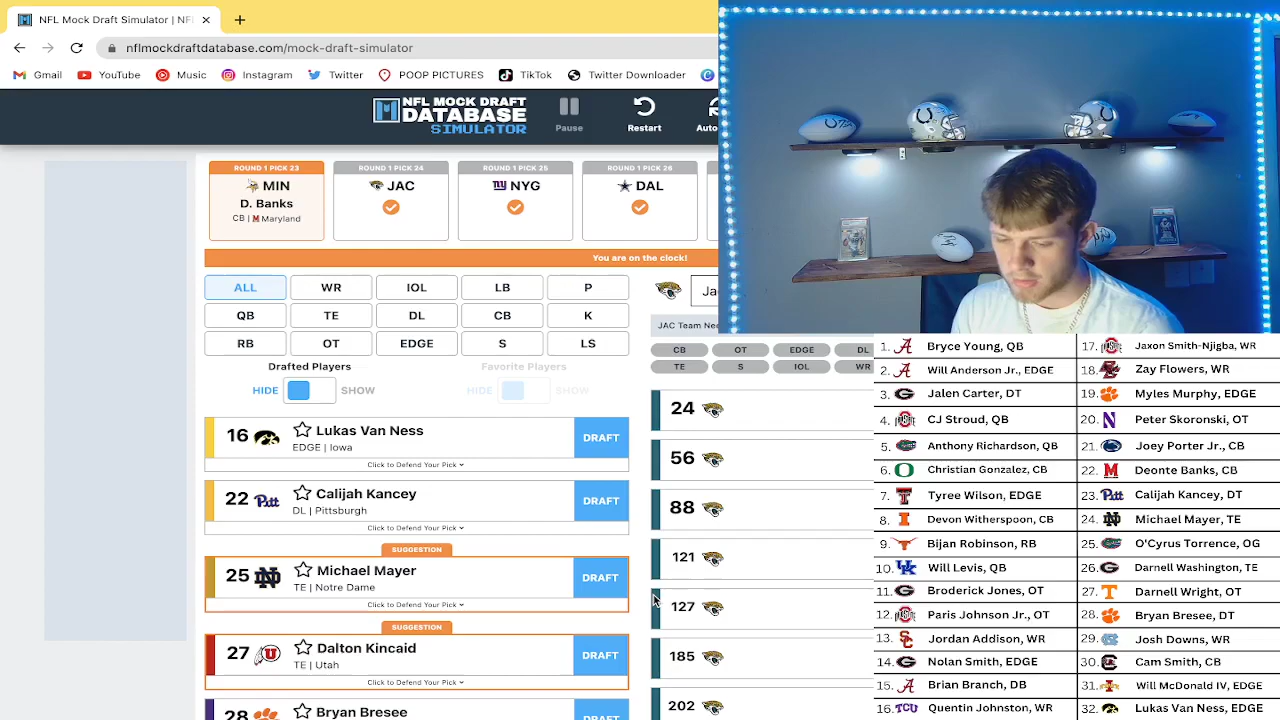 NFL Mock Draft Simulator | NFL
nflmockdraftdatabase.com/mock-draft-simulator
Gmail YouTube Music Instagram Twitter POOP PICTURES TikTok Twitter Downloader
NFL MOCK DRAFT
DATABASE
SIMULATOR
Pause Restart Auto
ROUND 1 PICK 23 ROUND 1 PICK 24 ROUND 1 PICK 25 ROUND 1 PICK 26
MIN JAC NYG DAL
D. Banks
CB | Maryland
You are on the clock!
ALL WR IOL LB P
QB TE DL CB K
RB OT EDGE S LS
Drafted Players Favorite Players
HIDE SHOW HIDE SHOW
16 Lukas Van Ness DRAFT
EDGE | Iowa
Click to Defend Your Pick
22 Pitt Calijah Kancey DRAFT
DL | Pittsburgh
Click to Defend Your Pick
SUGGESTION
25 Michael Mayer DRAFT
TE | Notre Dame
Click to Defend Your Pick
SUGGESTION
27 Dalton Kincaid DRAFT
TE | Utah
Click to Defend Your Pick
28 Bryan Bresee DRAFT
Ja
JAC Team Nee
CB OT EDGE DL
TE S IOL WR
24
56
88
121
127
185
202
1. Bryce Young, QB
2. Will Anderson Jr., EDGE
3. Jalen Carter, DT
4. CJ Stroud, QB
5. Anthony Richardson, QB
6. Christian Gonzalez, CB
7. Tyree Wilson, EDGE
8. Devon Witherspoon, CB
9. Bijan Robinson, RB
10. Will Levis, QB
11. Broderick Jones, OT
12. Paris Johnson Jr., OT
13. Jordan Addison, WR
14. Nolan Smith, EDGE
15. Brian Branch, DB
16. TCU Quentin Johnston, WR
17. Jaxon Smith-Njigba, WR
18. Zay Flowers, WR
19. Myles Murphy, EDGE
20. Peter Skoronski, OT
21. Joey Porter Jr., CB
22. Deonte Banks, CB
23. Pitt Calijah Kancey, DT
24. Michael Mayer, TE
25. O'Cyrus Torrence, OG
26. Darnell Washington, TE
27. Darnell Wright, OT
28. Bryan Bresee, DT
29. Josh Downs, WR
30. Cam Smith, CB
31. Will McDonald IV, EDGE
32. Lukas Van Ness, EDGE